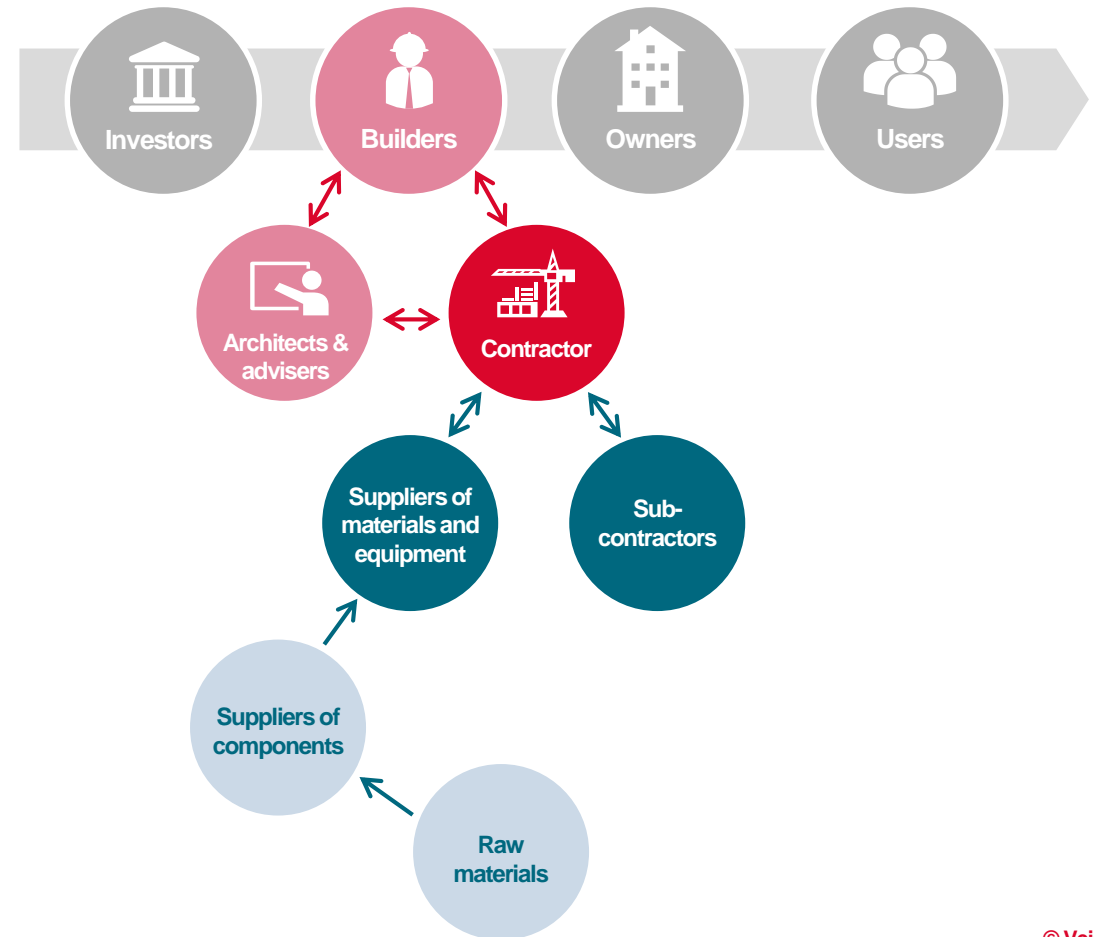 Investors
Builders
Owners
Users
Architects &
advisers
Contractor
Suppliers of
materials and
equipment
Sub-
contractors
Suppliers of
components
Raw
materials
©